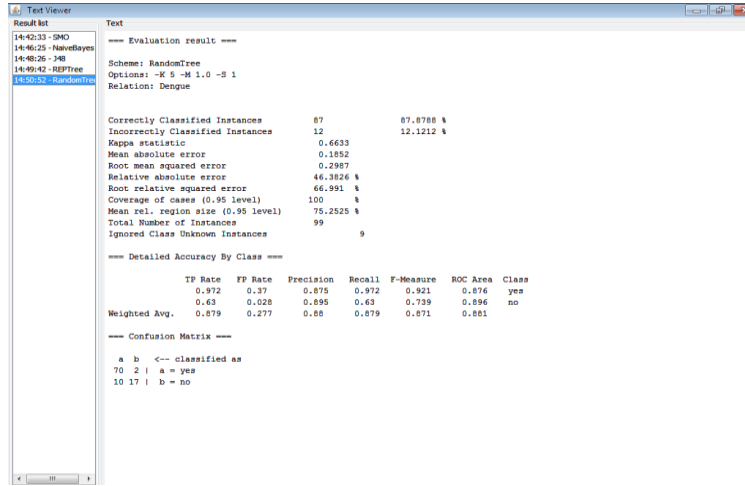 Text Viewer
Result list
Text
14:42:33 - SMO
14:46:25 - NaiveBayes
14:48:26 - J48
14:49:42 - REPTree
14:50:52 - RandomTree
=== Evaluation result ===
Scheme: RandomTree
Options: -K 5 -M 1.0 -S 1
Relation: Dengue
Correctly Classified Instances 87 87.8788 %
Incorrectly Classified Instances 12 12.1212 %
Kappa statistic 0.6633
Mean absolute error 0.1852
Root mean squared error 0.2987
Relative absolute error 46.3826 %
Root relative squared error 66.991 %
Coverage of cases (0.95 level) 100 %
Mean rel. region size (0.95 level) 75.2525 %
Total Number of Instances 99
Ignored Class Unknown Instances 9
=== Detailed Accuracy By Class ===
TP Rate FP Rate Precision Recall F-Measure ROC Area Class
0.972 0.37 0.875 0.972 0.921 0.876 yes
0.63 0.028 0.895 0.63 0.739 0.896 no
Weighted Avg. 0.879 0.277 0.88 0.879 0.871 0.881
=== Confusion Matrix ===
a b <-- classified as
70 2 | a = yes
10 17 | b = no